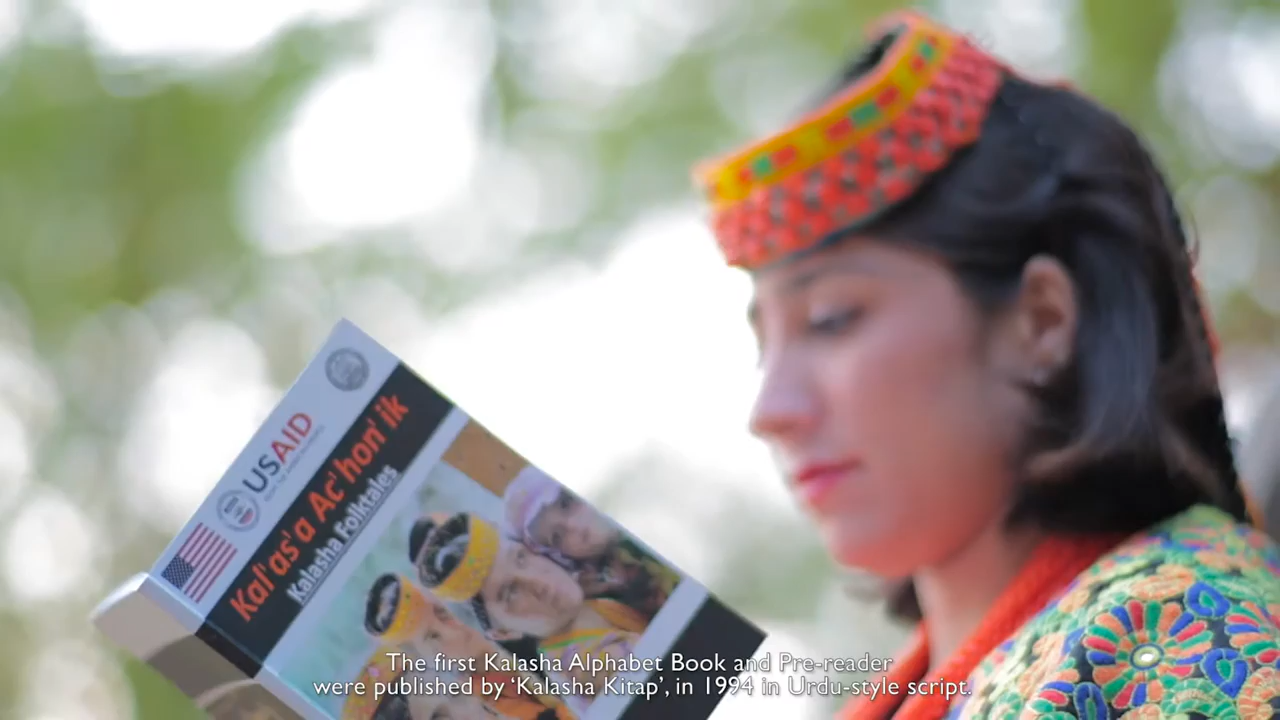 USAID
Kal'as'a Ac'hon' ik
Kalasha Folktales
The first Kalasha Alphabet Book and Pre-reader
were published by ‘Kalasha Kitap’, in 1994 in Urdu-style script.